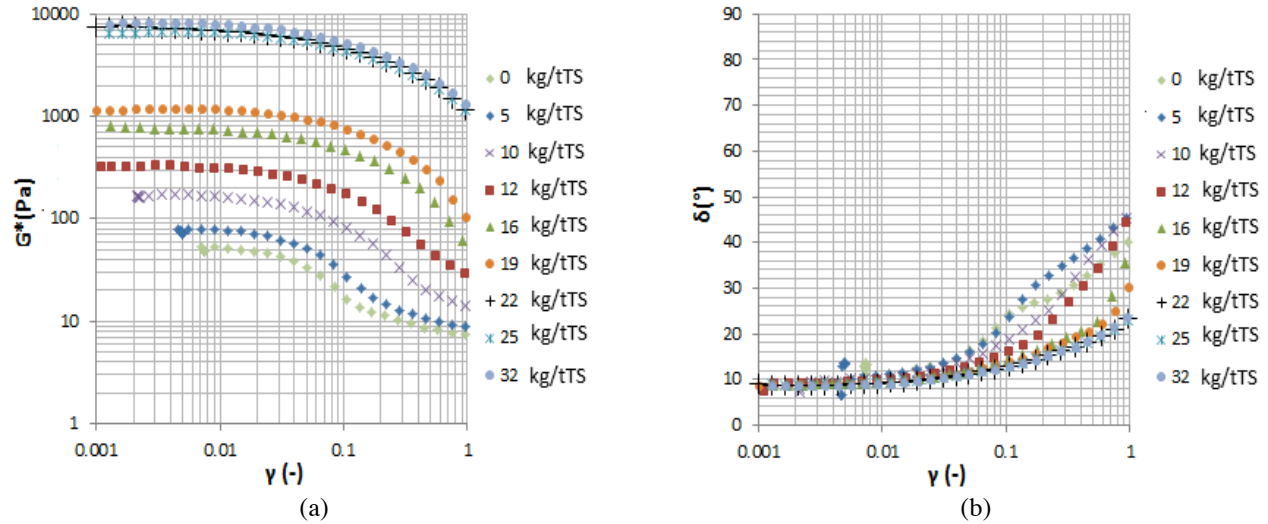 10000
1000
100
10
1
G*(Pa)
0.001
0.01
0.1
1
γ (-)
0 kg/tTS
5 kg/tTS
10 kg/tTS
12 kg/tTS
16 kg/tTS
19 kg/tTS
22 kg/tTS
25 kg/tTS
32 kg/tTS
(a)
90
80
70
60
50
40
30
20
10
0
δ(°)
0.001
0.01
0.1
1
γ (-)
0 kg/tTS
5 kg/tTS
10 kg/tTS
12 kg/tTS
16 kg/tTS
19 kg/tTS
22 kg/tTS
25 kg/tTS
32 kg/tTS
(b)